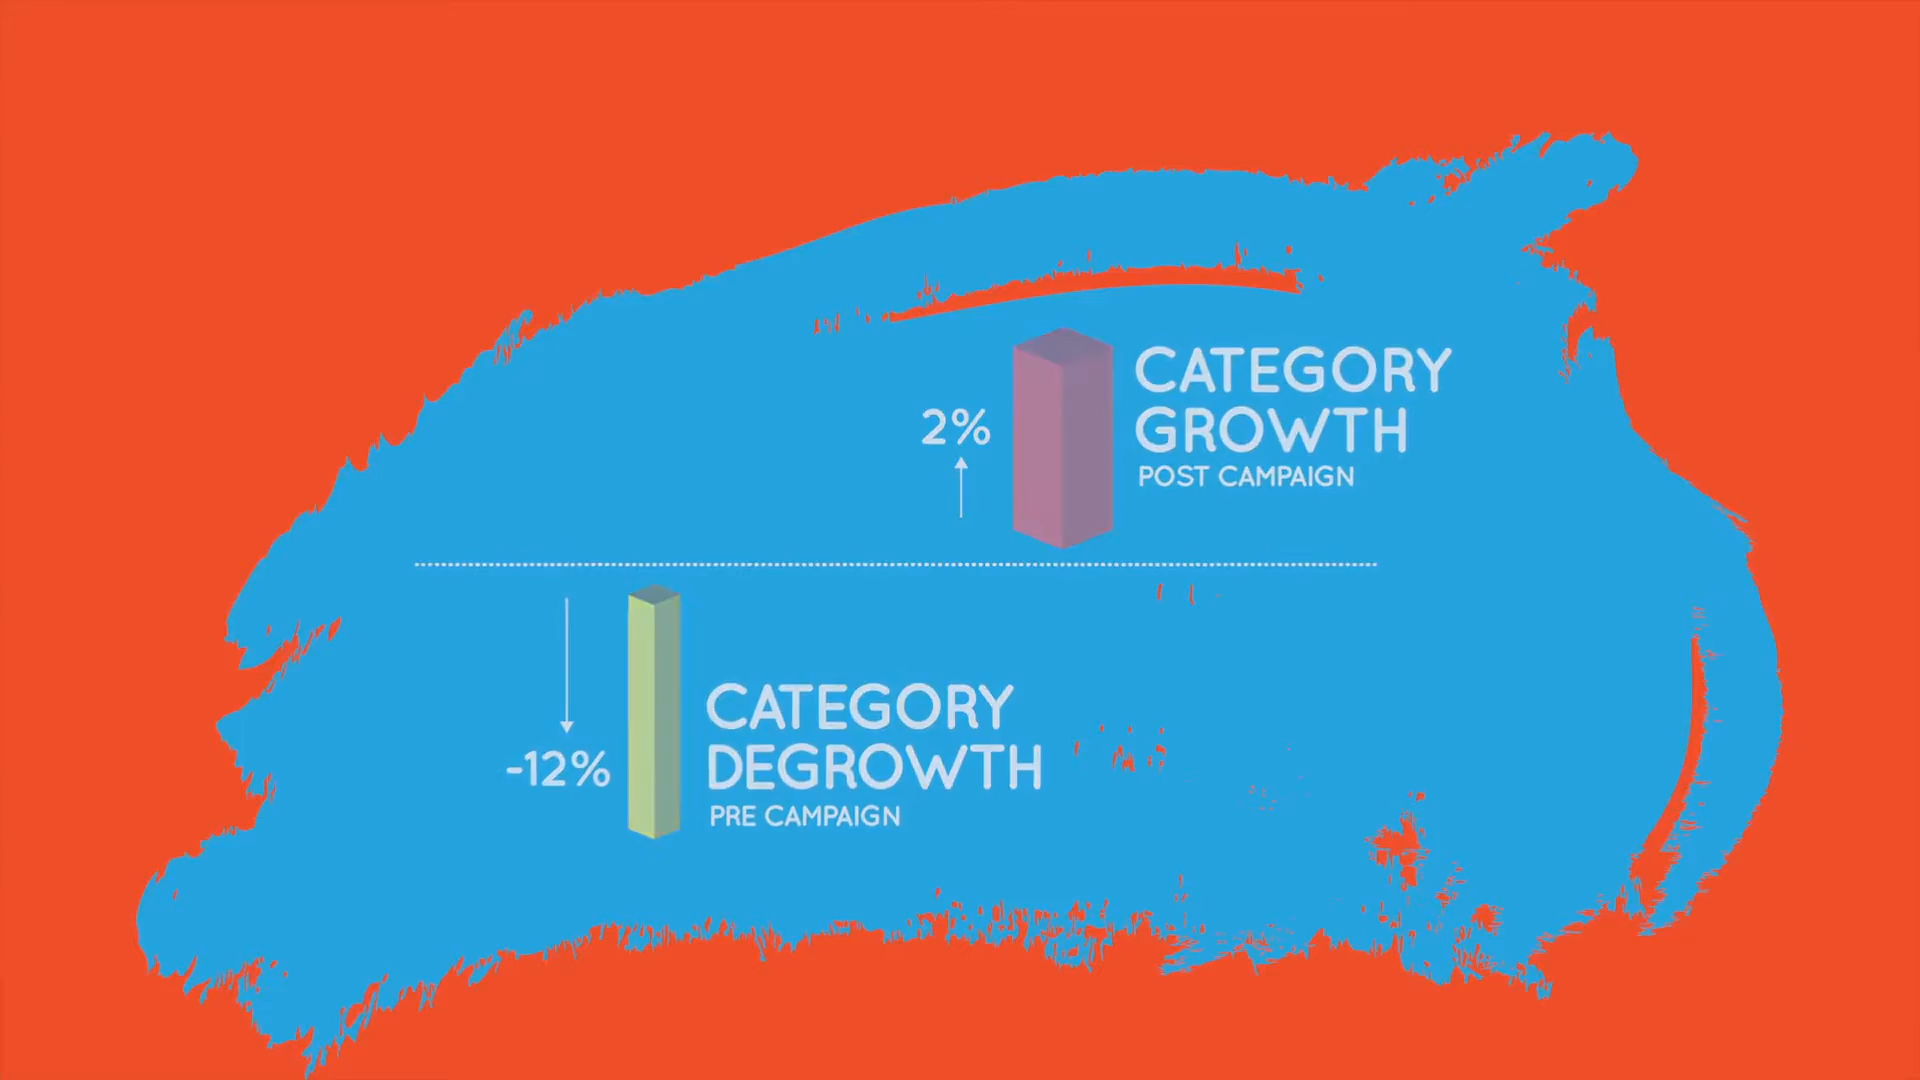 CATEGORY
GROWTH
POST CAMPAIGN
2%
-12%
CATEGORY
DEGROWTH
PRE CAMPAIGN